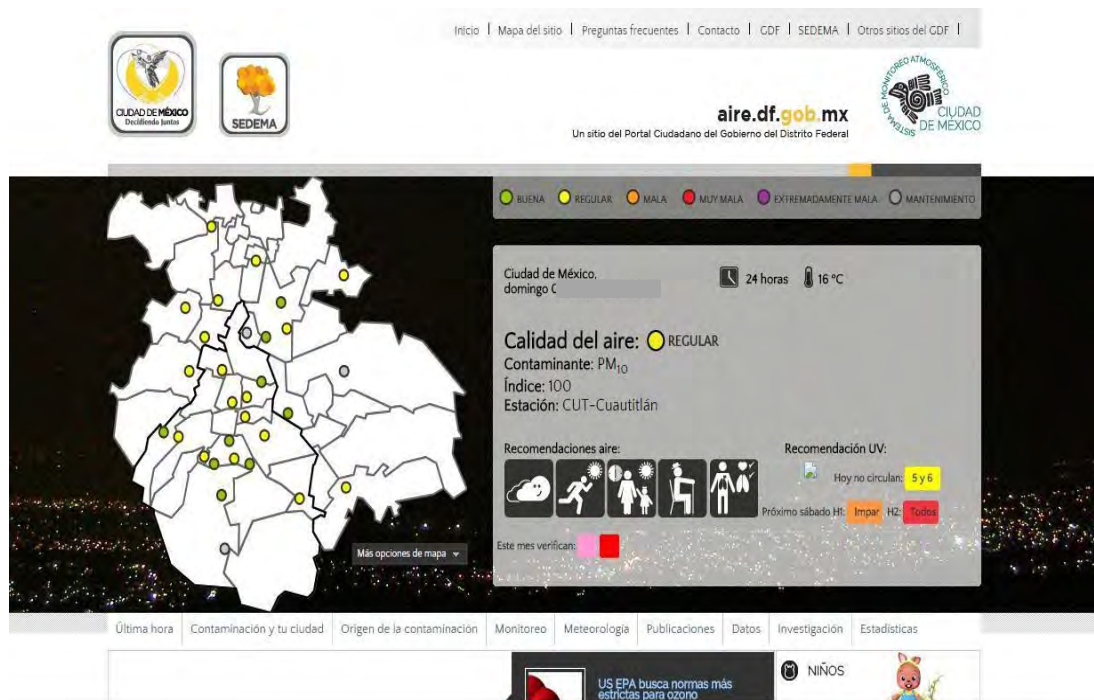 Inicio | Mapa del sitio | Preguntas frecuentes | Contacto | GDF | SEDEMA | Otros sitios del GDF |
CIUDAD DE MÉXICO
Decidiendo Juntos
SEDEMA
aire.df.gob.mx
Un sitio del Portal Ciudadano del Gobierno del Distrito Federal
SISTEMA DE MONITOREO ATMOSFÉRICO
CIUDAD
DE MÉXICO
BUENA REGULAR MALA MUY MALA EXTREMADAMENTE MALA MANTENIMIENTO
Ciudad de México,
domingo
24 horas 16 °C
Calidad del aire: REGULAR
Contaminante: PM10
Índice: 100
Estación: CUT-Cuautitlán
Recomendaciones aire:
Recomendación UV:
Hoy no circulan: 5 y 6
Próximo sábado H1: Impar H2: Todos
Este mes verifican:
Más opciones de mapa
Última hora Contaminación y tu ciudad Origen de la contaminación Monitoreo Meteorología Publicaciones Datos Investigación Estadísticas
US EPA busca normas más
estrictas para ozono
NIÑOS